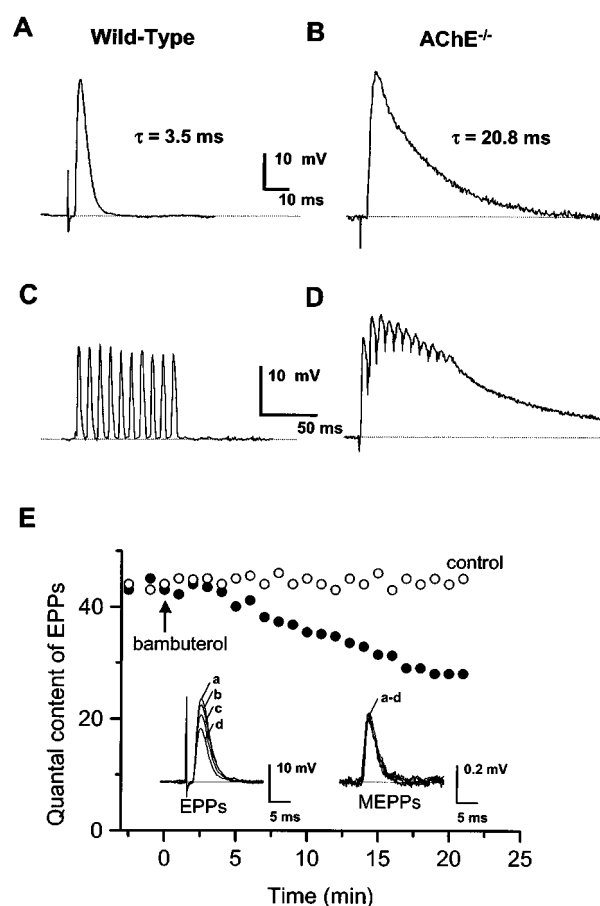 A
Wild-Type
B
AChE-/-
τ = 3.5 ms
10 mV
10 ms
τ = 20.8 ms
C
D
10 mV
50 ms
E
Quantal content of EPPs
40
20
0
control
bambuterol
a
b
c
d
EPPs
10 mV
5 ms
a-d
MEPPs
0.2 mV
5 ms
0 5 10 15 20 25
Time (min)